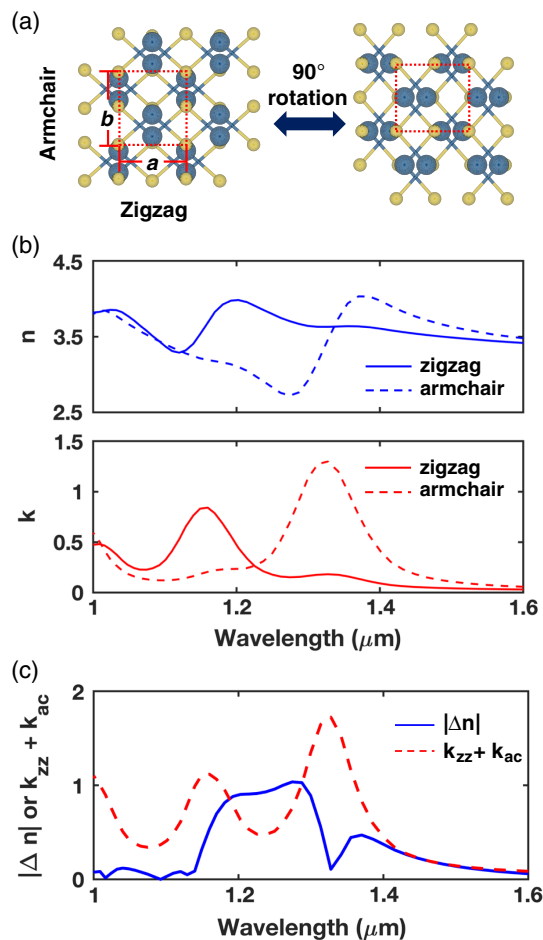 (a)
Armchair
b
a
Zigzag
90°
rotation
(b)
4.5
3.5
2.5
n
zigzag
armchair
1.5
1
0.5
0
k
zigzag
armchair
1
1.2
1.4
1.6
Wavelength (μm)
(c)
2
1
0
|Δ n| or k_zz + k_ac
|Δn|
k_zz+ k_ac
1
1.2
1.4
1.6
Wavelength (μm)